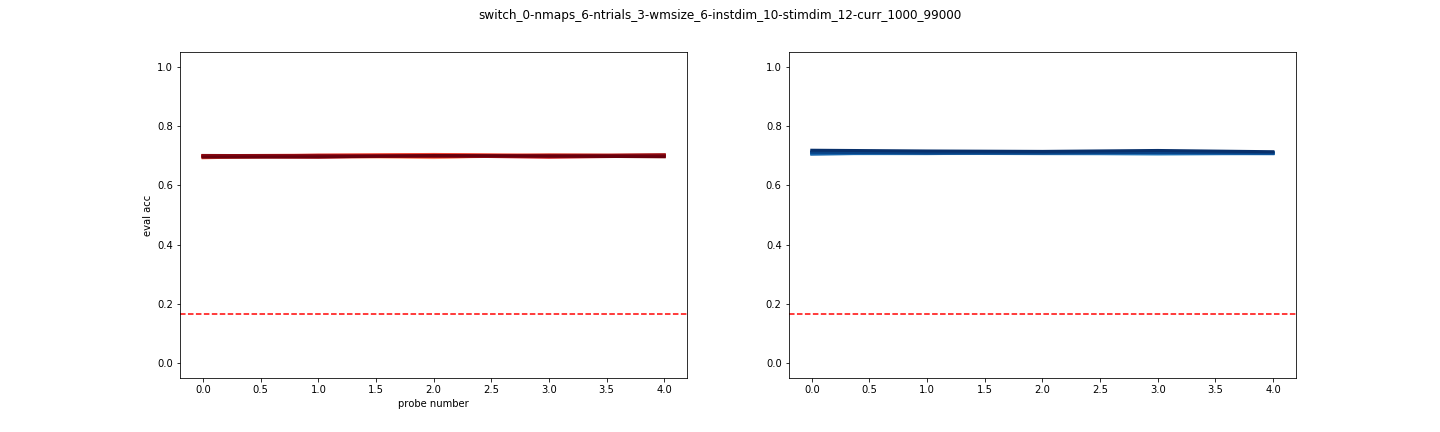 switch_0-nmaps_6-ntrials_3-wmsize_6-instdim_10-stimdim_12-curr_1000_99000
eval acc
1.0
0.8
0.6
0.4
0.2
0.0
0.0 0.5 1.0 1.5 2.0 2.5 3.0 3.5 4.0
probe number
1.0
0.8
0.6
0.4
0.2
0.0
0.0 0.5 1.0 1.5 2.0 2.5 3.0 3.5 4.0